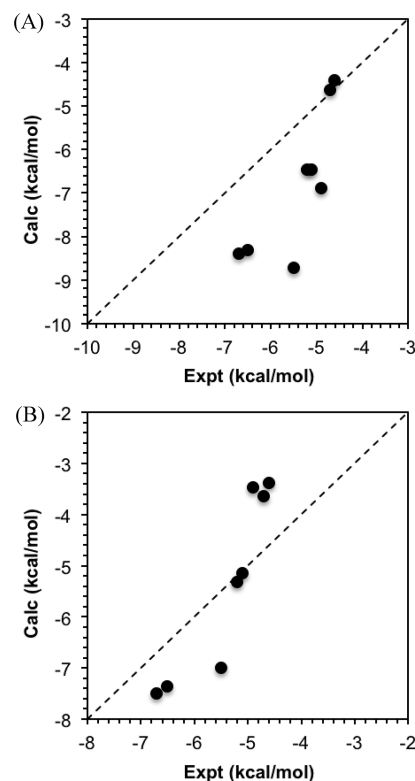 (A)
-3
-4
-5
-6
-7
-8
-9
-10
Calc (kcal/mol)
-10 -9 -8 -7 -6 -5 -4 -3
Expt (kcal/mol)
(B)
-2
-3
-4
-5
-6
-7
-8
Calc (kcal/mol)
-8 -7 -6 -5 -4 -3 -2
Expt (kcal/mol)